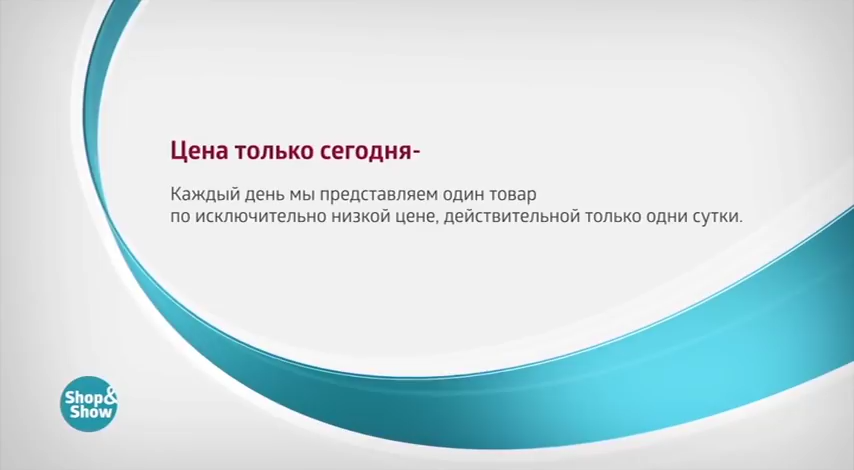 Цена только сегодня-
Каждый день мы представляем один товар
по исключительно низкой цене, действительной только одни сутки.
Shop&
Show